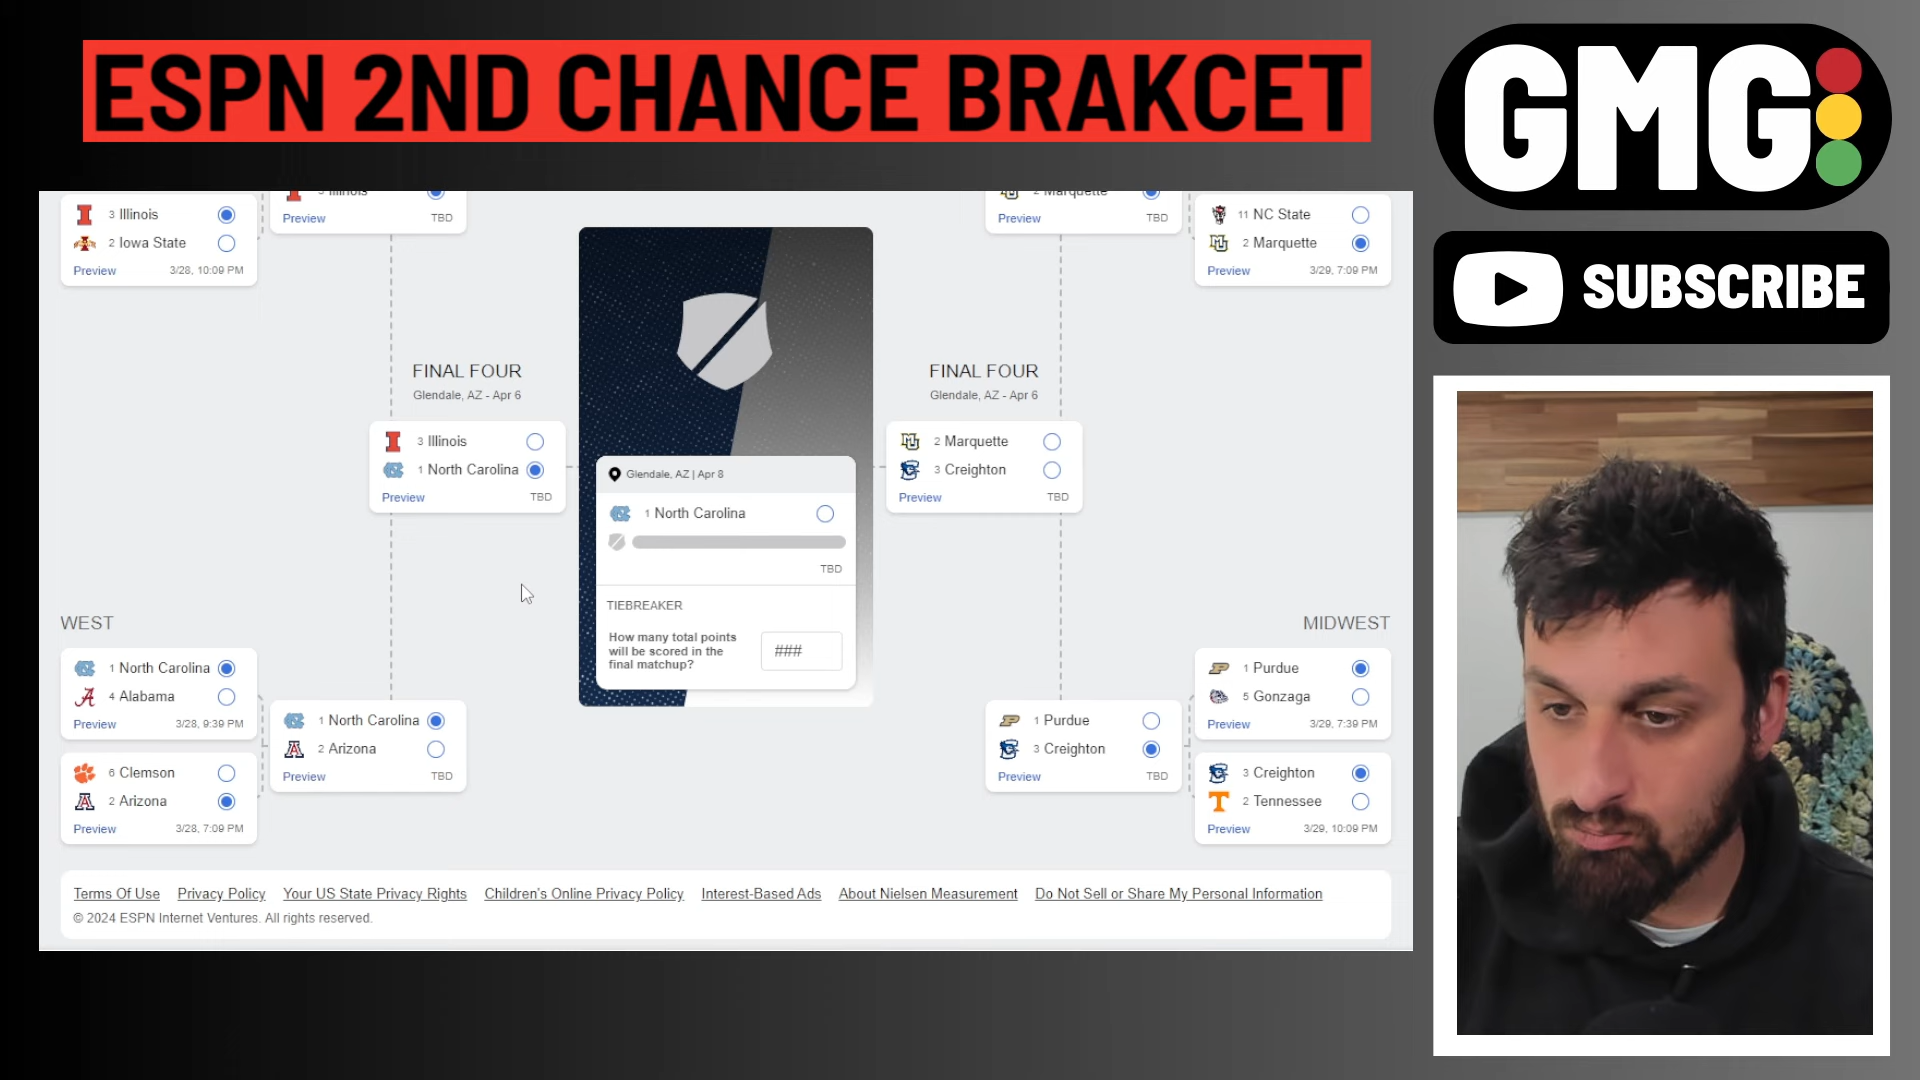 ESPN 2ND CHANCE BRAKCET
GMG
SUBSCRIBE
3 Illinois
2 Iowa State
Preview 3/28, 10:09 PM
3 Illinois
Preview TBD
2 Marquette
Preview TBD
11 NC State
2 Marquette
Preview 3/29, 7:09 PM
FINAL FOUR
Glendale, AZ - Apr 6
3 Illinois
1 North Carolina
Preview TBD
Glendale, AZ | Apr 8
1 North Carolina
TBD
TIEBREAKER
How many total points
will be scored in the
final matchup?
###
FINAL FOUR
Glendale, AZ - Apr 6
2 Marquette
3 Creighton
Preview TBD
WEST
1 North Carolina
4 Alabama
Preview 3/28, 9:39 PM
6 Clemson
2 Arizona
Preview 3/28, 7:09 PM
1 North Carolina
2 Arizona
Preview TBD
1 Purdue
3 Creighton
Preview TBD
MIDWEST
1 Purdue
5 Gonzaga
Preview 3/29, 7:39 PM
3 Creighton
2 Tennessee
Preview 3/29, 10:09 PM
Terms Of Use Privacy Policy Your US State Privacy Rights Children's Online Privacy Policy Interest-Based Ads About Nielsen Measurement Do Not Sell or Share My Personal Information
© 2024 ESPN Internet Ventures. All rights reserved.